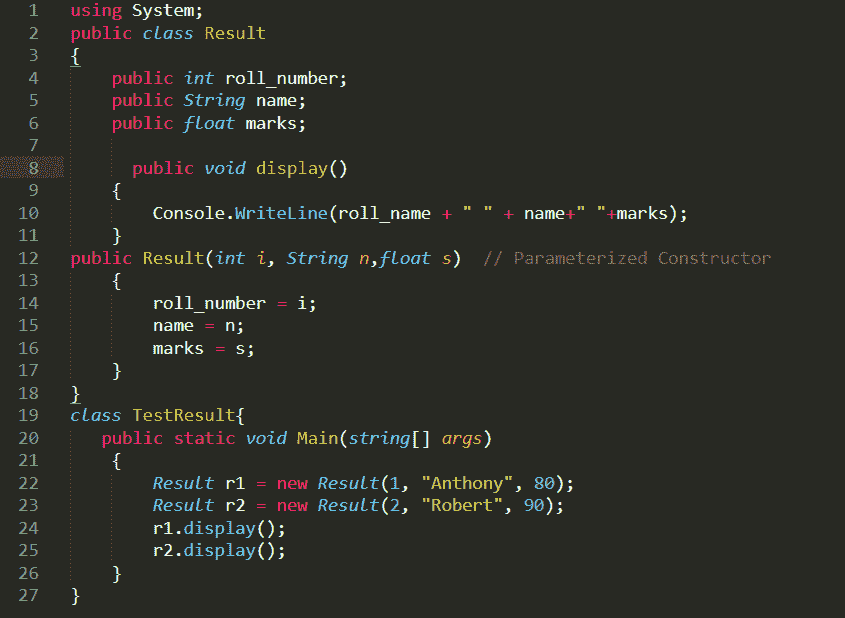 1 using System;
2 public class Result
3 {
4 public int roll_number;
5 public String name;
6 public float marks;
7
8 public void display()
9 {
10 Console.WriteLine(roll_name + " " + name+" "+marks);
11 }
12 public Result(int i, String n,float s)  // Parameterized Constructor
13 {
14 roll_number = i;
15 name = n;
16 marks = s;
17 }
18 }
19 class TestResult{
20 public static void Main(string[] args)
21 {
22 Result r1 = new Result(1, "Anthony", 80);
23 Result r2 = new Result(2, "Robert", 90);
24 r1.display();
25 r2.display();
26 }
27 }